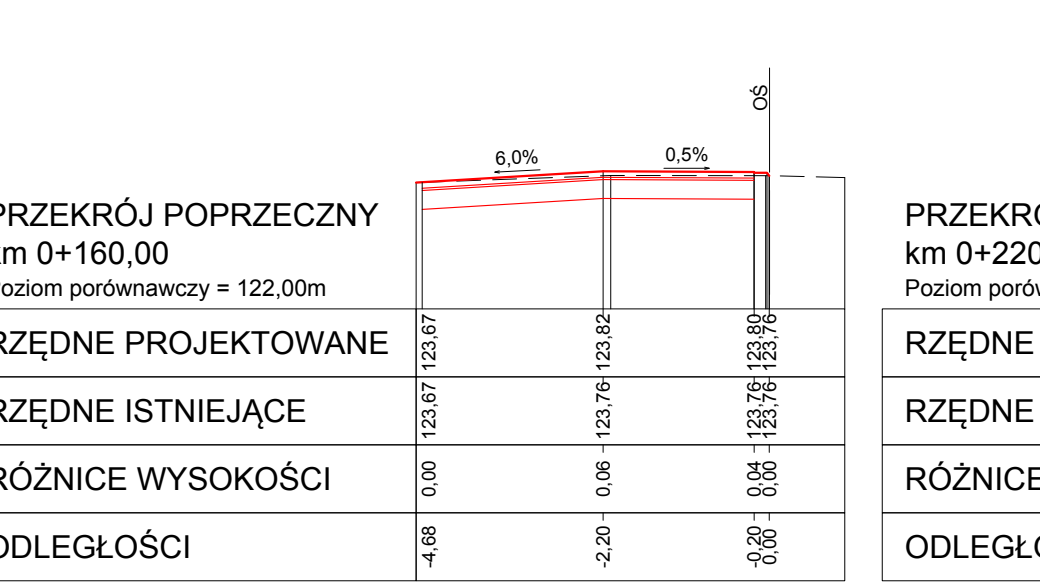 OŚ
6,0%
0,5%
PRZEKRÓJ POPRZECZNY
km 0+160,00
Poziom porównawczy = 122,00m
RZĘDNE PROJEKTOWANE
123,67
123,82
123,80
123,76
RZĘDNE ISTNIEJĄCE
123,67
123,76
123,76
123,76
RÓŻNICE WYSOKOŚCI
0,00
0,06
0,04
0,00
ODLEGŁOŚCI
-4,68
-2,20
-0,20
0,00
PRZEKRÓ
km 0+220
Poziom porów
RZĘDNE
RZĘDNE
RÓŻNICE
ODLEGŁO